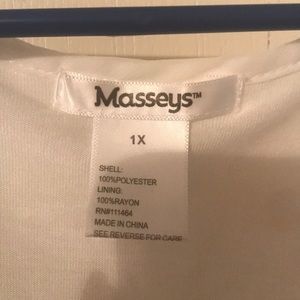 Masseys™
1X
SHELL:
100%POLYESTER
LINING:
100%RAYON
RN#111464
MADE IN CHINA
SEE REVERSE FOR CARE